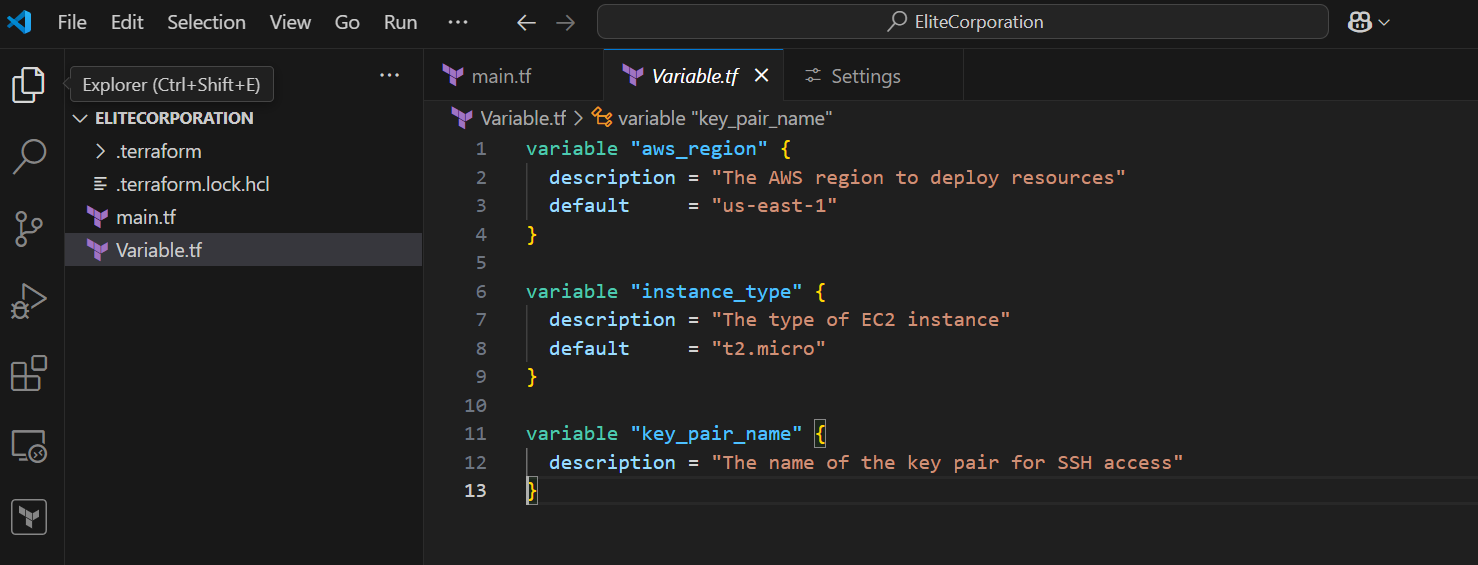 File Edit Selection View Go Run ··· EliteCorporation
Explorer (Ctrl+Shift+E) ···
ELITECORPORATION
.terraform
.terraform.lock.hcl
main.tf
Variable.tf
main.tf Variable.tf Settings
Variable.tf > variable "key_pair_name"
1 variable "aws_region" {
2   description = "The AWS region to deploy resources"
3   default     = "us-east-1"
4 }
5
6 variable "instance_type" {
7   description = "The type of EC2 instance"
8   default     = "t2.micro"
9 }
10
11 variable "key_pair_name" {
12   description = "The name of the key pair for SSH access"
13 }